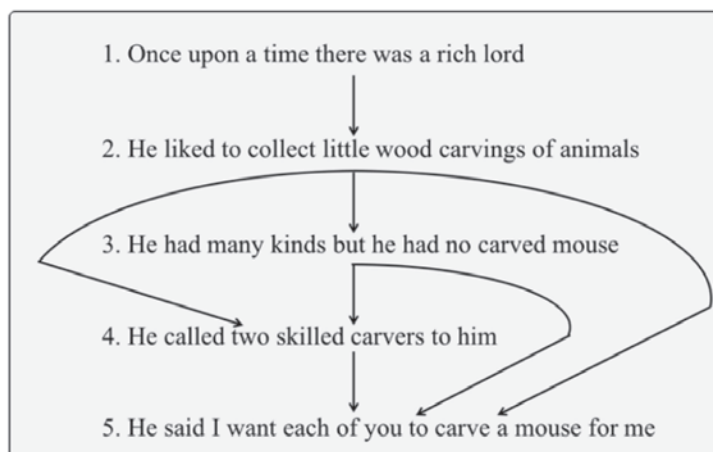 1. Once upon a time there was a rich lord
2. He liked to collect little wood carvings of animals
3. He had many kinds but he had no carved mouse
4. He called two skilled carvers to him
5. He said I want each of you to carve a mouse for me